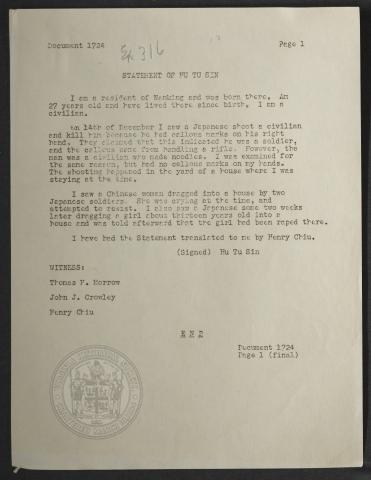 Document 1724
Ex 316
Page 1
STATEMENT OF HU TU SIN
I am a resident of Nanking and was born there. Am
27 years old and have lived there since birth. I am a
civilian.
On 14th of December I saw a Japanese shoot a civilian
and kill him because he had callous marks on his right
hand. They claimed that this indicated he was a soldier,
and the callous came from handling a rifle. However, the
man was a civilian who made noodles. I was examined for
the same reason, but had no callous marks on my hands.
The shooting happened in the yard of a house where I was
staying at the time.
I saw a Chinese woman dragged into a house by two
Japanese soldiers. She was crying at the time, and
attempted to resist. I also saw a Japanese some two weeks
later dragging a girl about thirteen years old into a
house and was told afterward that the girl had been raped there.
I have had the Statement translated to me by Henry Chiu.
(Signed) Hu Tu Sin
WITNESS:
Thomas F. Morrow
John J. Crowley
Henry Chiu
E N D
Document 1724
Page 1 (final)